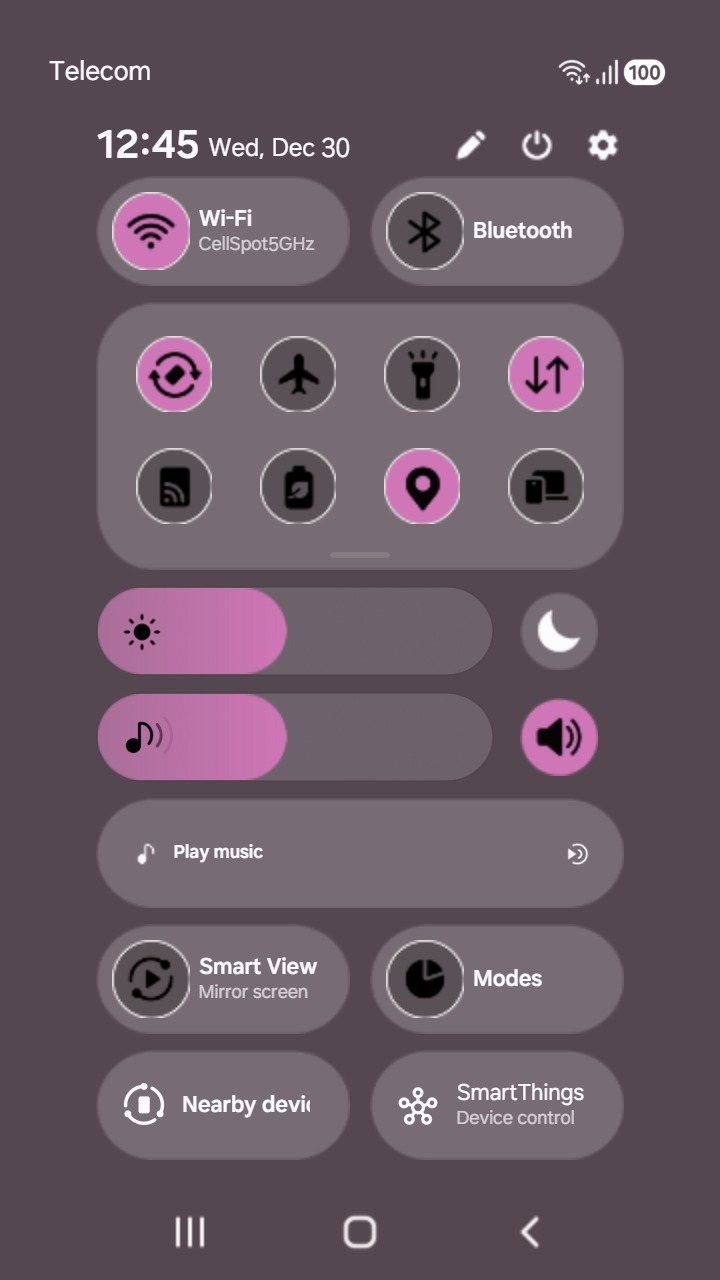 Telecom
100
12:45 Wed, Dec 30
Wi-Fi
CellSpot5GHz
Bluetooth
Play music
Smart View
Mirror screen
Modes
Nearby devic
SmartThings
Device control